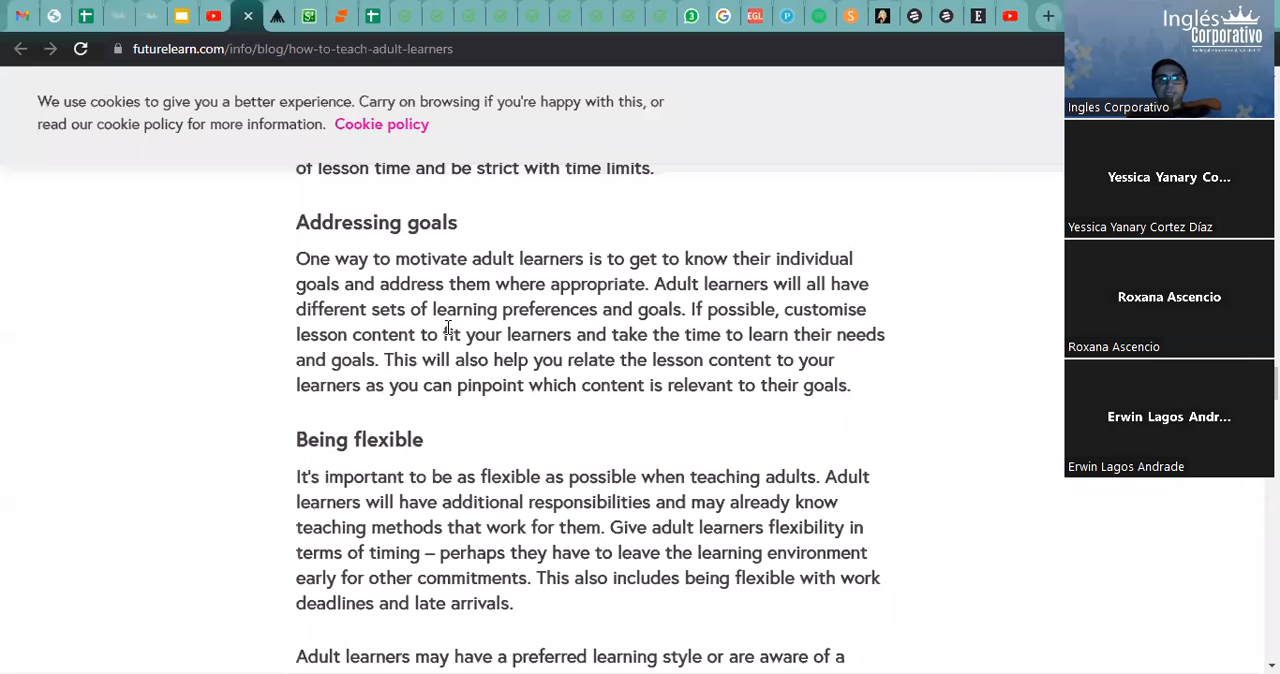 futurelearn.com/info/blog/how-to-teach-adult-learners
We use cookies to give you a better experience. Carry on browsing if you're happy with this, or
read our cookie policy for more information. Cookie policy
of lesson time and be strict with time limits.
Addressing goals
One way to motivate adult learners is to get to know their individual
goals and address them where appropriate. Adult learners will all have
different sets of learning preferences and goals. If possible, customise
lesson content to fit your learners and take the time to learn their needs
and goals. This will also help you relate the lesson content to your
learners as you can pinpoint which content is relevant to their goals.
Being flexible
It's important to be as flexible as possible when teaching adults. Adult
learners will have additional responsibilities and may already know
teaching methods that work for them. Give adult learners flexibility in
terms of timing – perhaps they have to leave the learning environment
early for other commitments. This also includes being flexible with work
deadlines and late arrivals.
Adult learners may have a preferred learning style or are aware of a
Inglés
Corporativo
Ingles Corporativo
Yessica Yanary Co...
Yessica Yanary Cortez Díaz
Roxana Ascencio
Roxana Ascencio
Erwin Lagos Andr...
Erwin Lagos Andrade